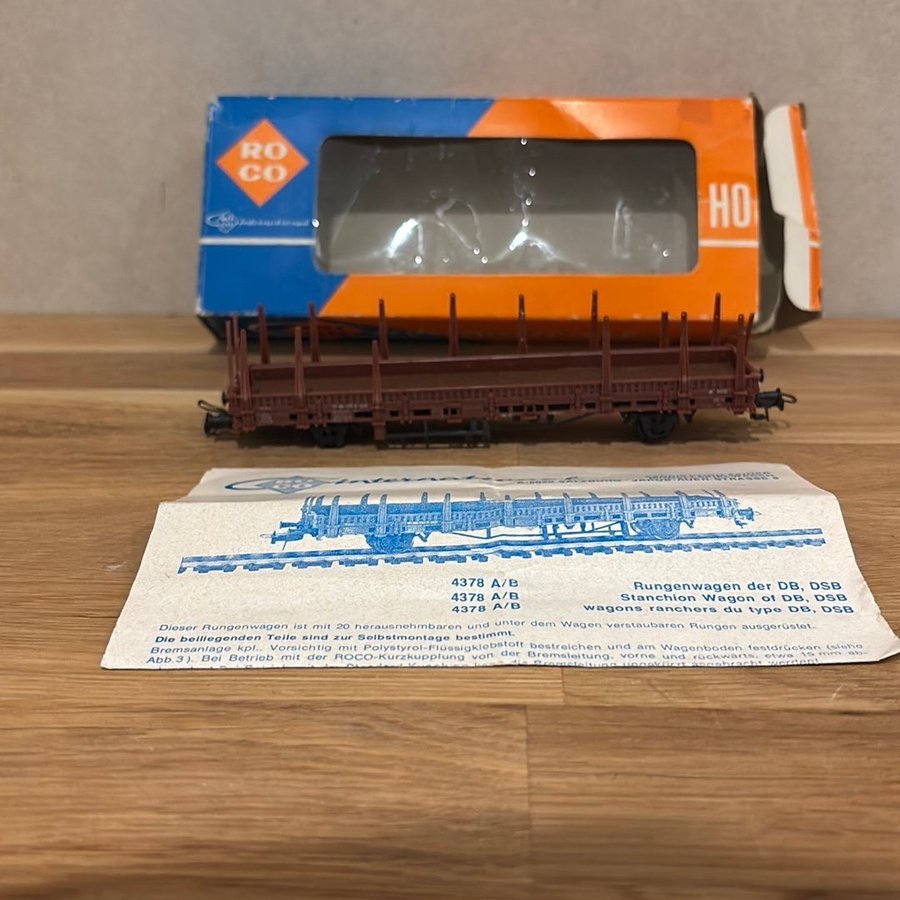 RO
CO
HO
international
4378 A/B
4378 A/B
4378 A/B
Rungenwagen der DB, DSB
Stanchion Wagon of DB, DSB
wagons ranchers du type DB, DSB
Dieser Rungenwagen ist mit 20 herausnehmbaren und unter dem Wagen verstaubaren Rungen ausgerüstet.
Die beiliegenden Teile sind zur Selbstmontage bestimmt.
Bremsanlage kpl. Vorsichtig mit Polystyrol-Flüssigklebstoff bestreichen und am Wagenboden festdrücken (siehe
Abb.3). Bei Betrieb mit der ROCO-Kurzkupplung von der Bremsleitung, vorne und rückwärts, etwa 15 mm ab-